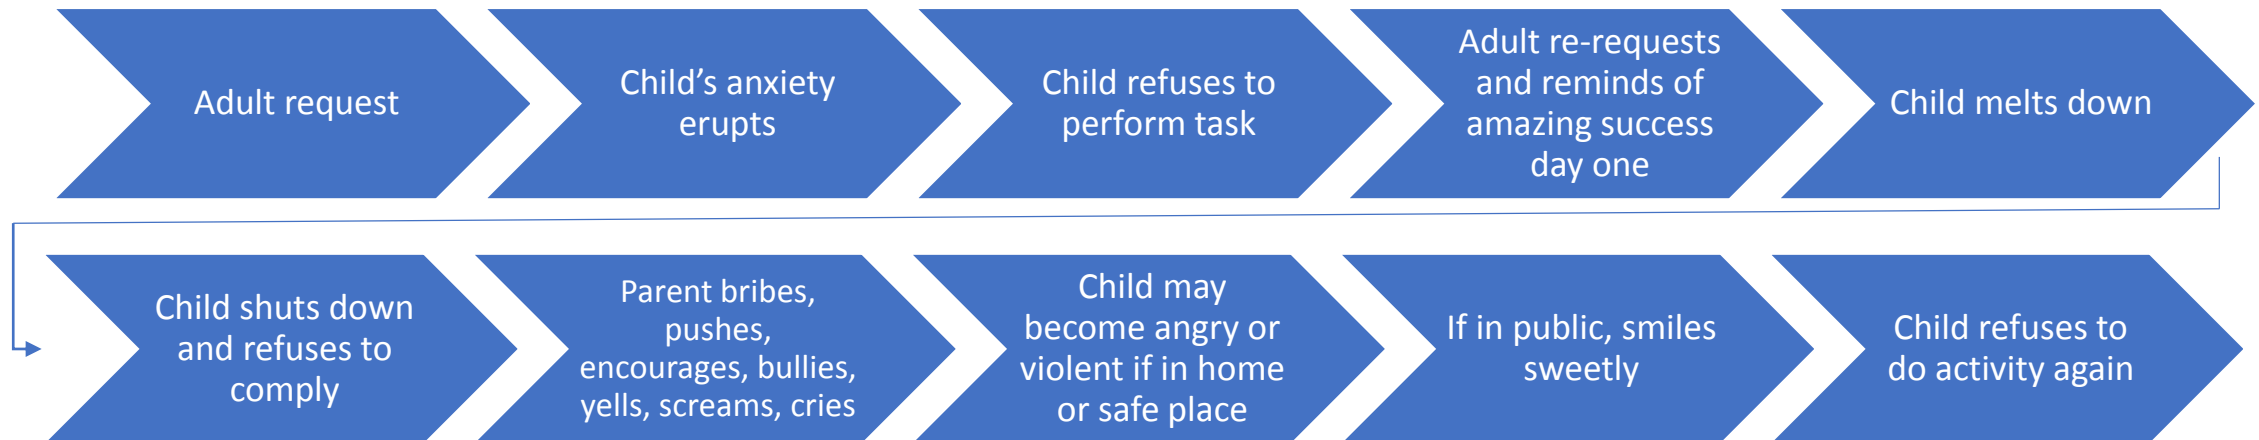 Adult request
Child’s anxiety
erupts
Child refuses to
perform task
Adult re-requests
and reminds of
amazing success
day one
Child melts down
Child shuts down
and refuses to
comply
Parent bribes,
pushes,
encourages, bullies,
yells, screams, cries
Child may
become angry or
violent if in home
or safe place
If in public, smiles
sweetly
Child refuses to
do activity again